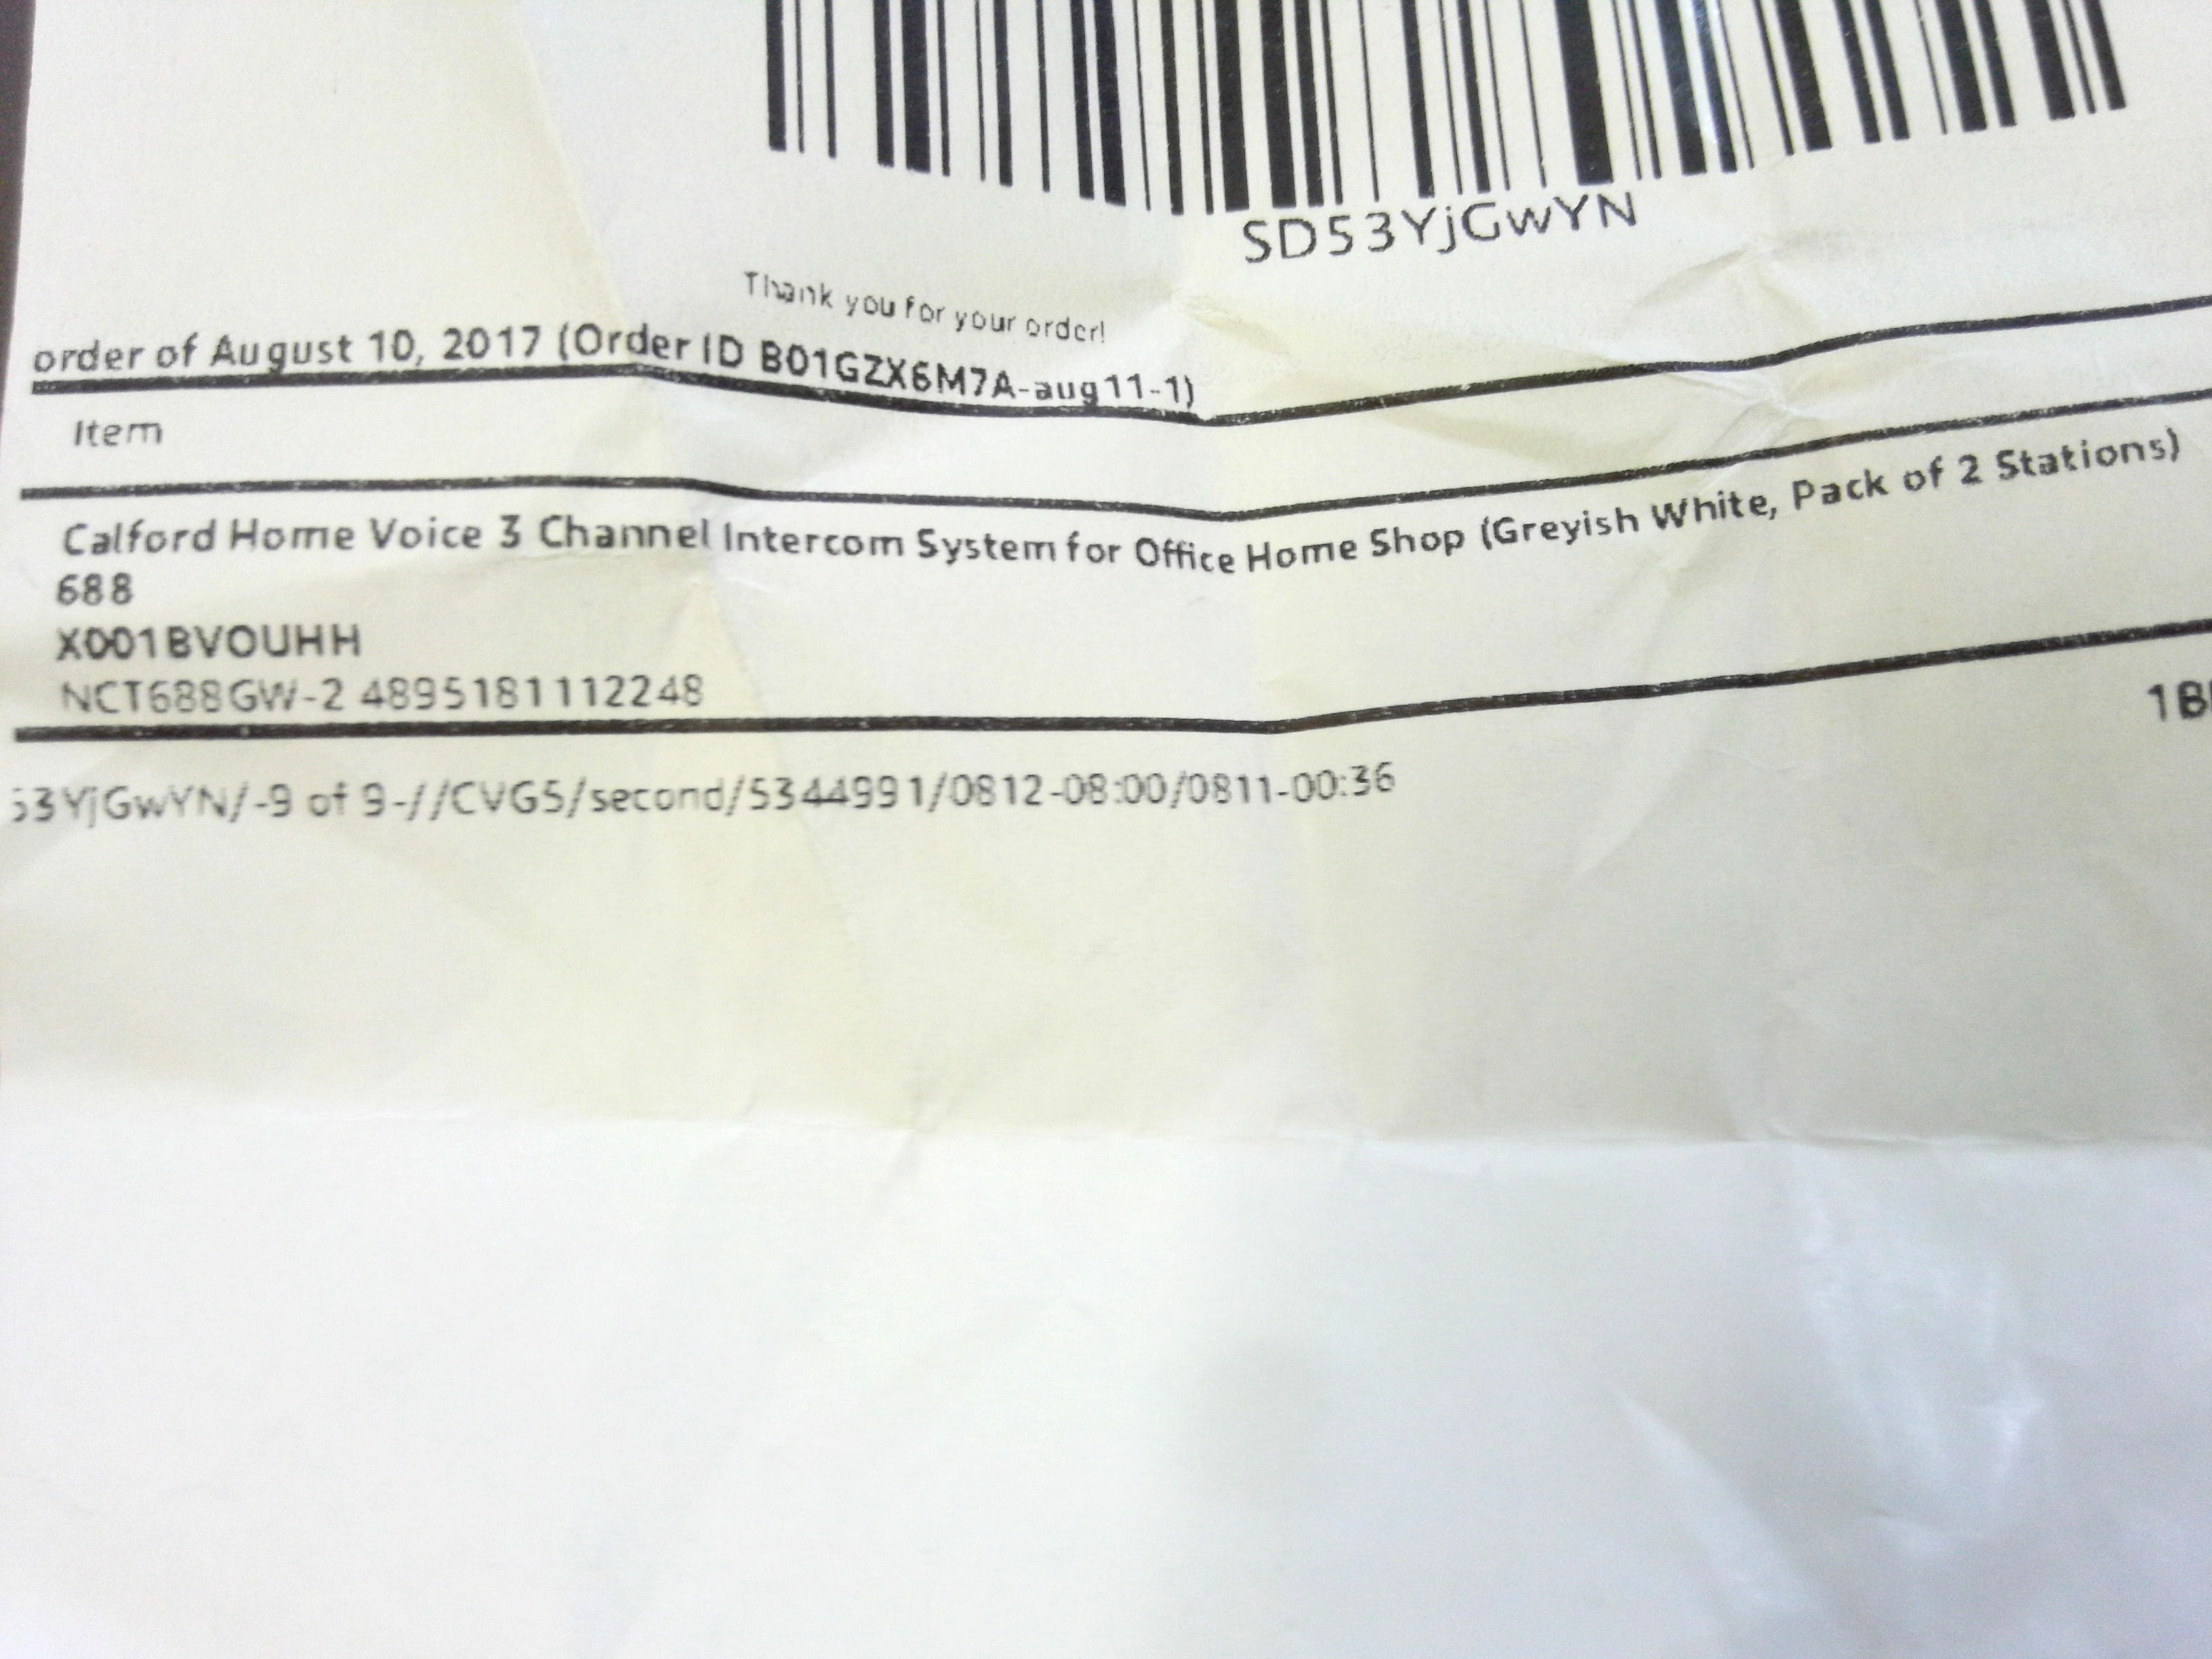 SD53YjGwYN
Thank you for your order!
order of August 10, 2017 (Order ID B01GZX6M7A-aug11-1)
Item
Calford Home Voice 3 Channel Intercom System for Office Home Shop (Greyish White, Pack of 2 Stations)
688
X001BVOUHH
NCT688GW-2 4895181112248
53YjGwYN/-9 of 9-//CVG5/second/5344991/0812-08:00/0811-00:36